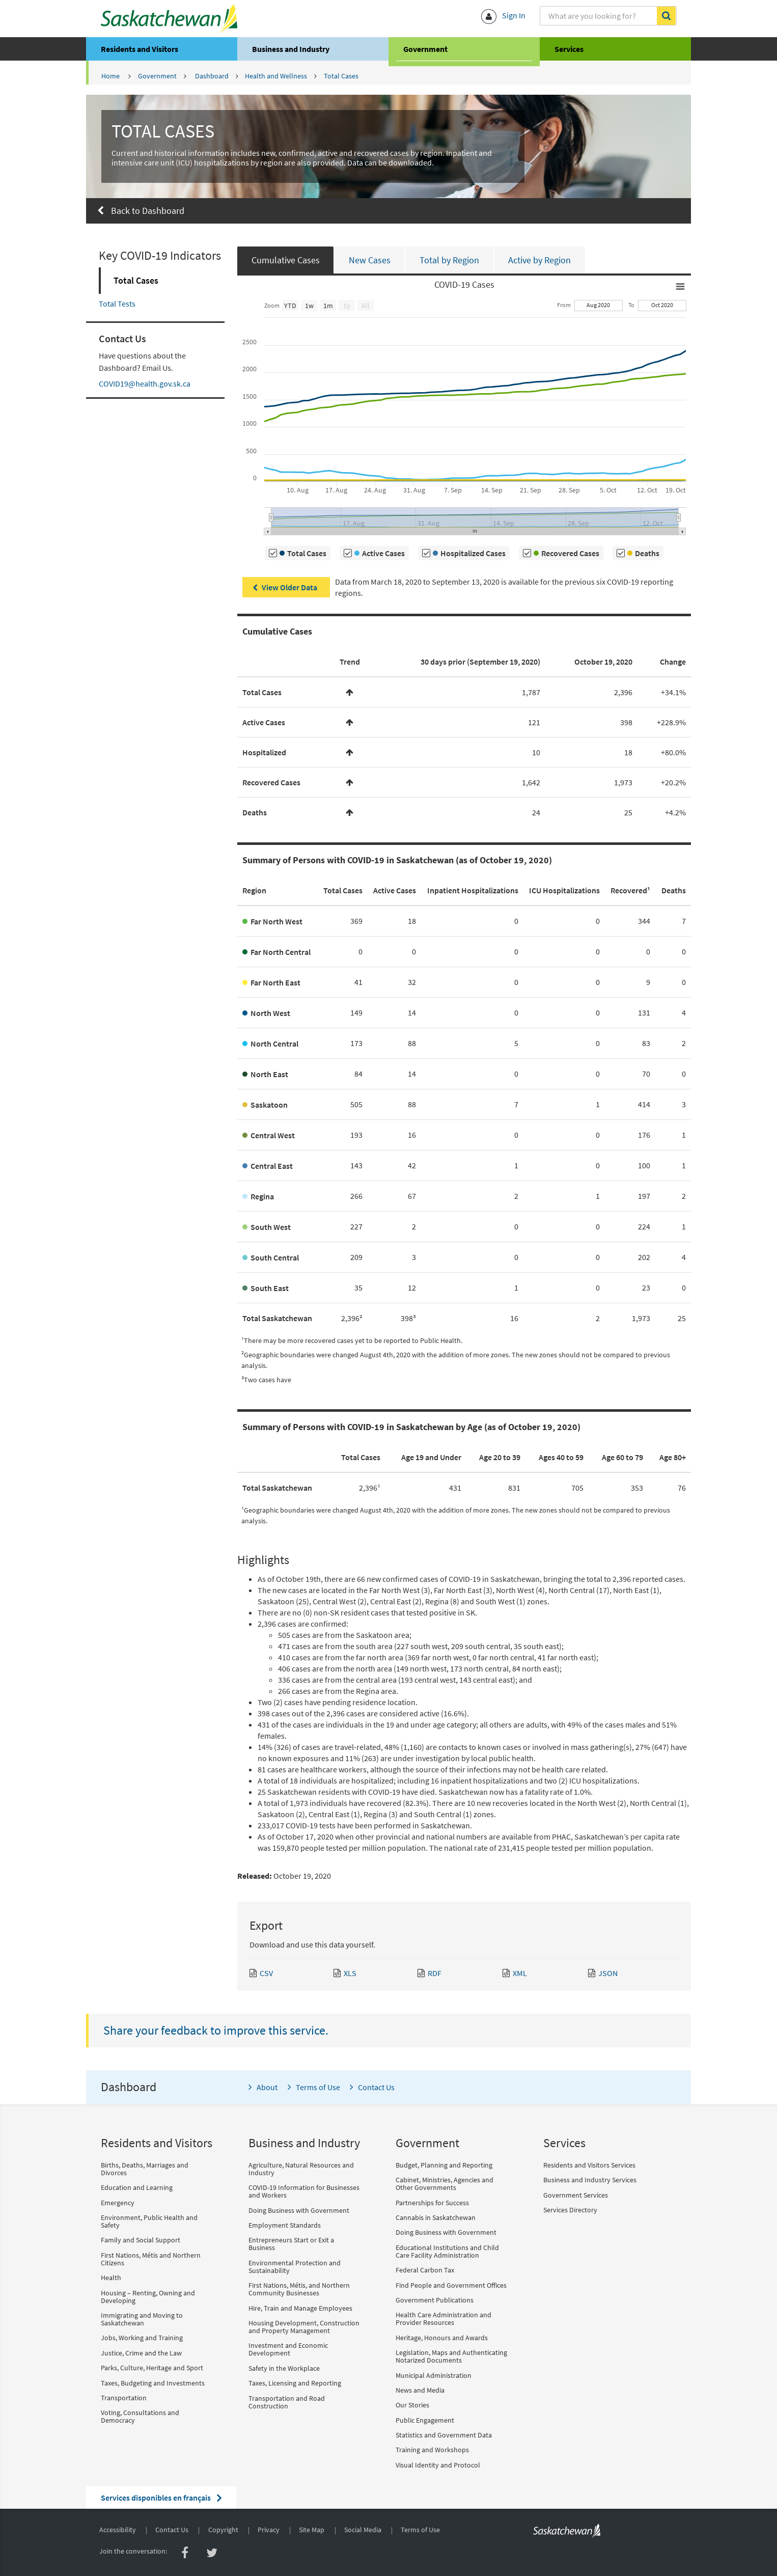 Saskatchewan
Sign In
What are you looking for?
Residents and Visitors
Business and Industry
Government
Services
Home > Government > Dashboard > Health and Wellness > Total Cases
TOTAL CASES
Current and historical information includes new, confirmed, active and recovered cases by region. Inpatient and
intensive care unit (ICU) hospitalizations by region are also provided. Data can be downloaded.
Back to Dashboard
Key COVID-19 Indicators
Total Cases
Total Tests
Contact Us
Have questions about the
Dashboard? Email Us.
COVID19@health.gov.sk.ca
Cumulative Cases
New Cases
Total by Region
Active by Region
COVID-19 Cases
Zoom YTD 1w 1m 1y All
From Aug 2020 To Oct 2020
2500
2000
1500
1000
500
0
10. Aug 17. Aug 24. Aug 31. Aug 7. Sep 14. Sep 21. Sep 28. Sep 5. Oct 12. Oct 19. Oct
17. Aug 31. Aug 14. Sep 28. Sep 12. Oct
Total Cases Active Cases Hospitalized Cases Recovered Cases Deaths
View Older Data
Data from March 18, 2020 to September 13, 2020 is available for the previous six COVID-19 reporting
regions.
Cumulative Cases
Trend 30 days prior (September 19, 2020) October 19, 2020 Change
Total Cases 1,787 2,396 +34.1%
Active Cases 121 398 +228.9%
Hospitalized 10 18 +80.0%
Recovered Cases 1,642 1,973 +20.2%
Deaths 24 25 +4.2%
Summary of Persons with COVID-19 in Saskatchewan (as of October 19, 2020)
Region Total Cases Active Cases Inpatient Hospitalizations ICU Hospitalizations Recovered¹ Deaths
Far North West 369 18 0 0 344 7
Far North Central 0 0 0 0 0 0
Far North East 41 32 0 0 9 0
North West 149 14 0 0 131 4
North Central 173 88 5 0 83 2
North East 84 14 0 0 70 0
Saskatoon 505 88 7 1 414 3
Central West 193 16 0 0 176 1
Central East 143 42 1 0 100 1
Regina 266 67 2 1 197 2
South West 227 2 0 0 224 1
South Central 209 3 0 0 202 4
South East 35 12 1 0 23 0
Total Saskatchewan 2,396² 398³ 16 2 1,973 25
¹There may be more recovered cases yet to be reported to Public Health.
²Geographic boundaries were changed August 4th, 2020 with the addition of more zones. The new zones should not be compared to previous
analysis.
³Two cases have
Summary of Persons with COVID-19 in Saskatchewan by Age (as of October 19, 2020)
Total Cases Age 19 and Under Age 20 to 39 Ages 40 to 59 Age 60 to 79 Age 80+
Total Saskatchewan 2,396¹ 431 831 705 353 76
¹Geographic boundaries were changed August 4th, 2020 with the addition of more zones. The new zones should not be compared to previous
analysis.
Highlights
• As of October 19th, there are 66 new confirmed cases of COVID-19 in Saskatchewan, bringing the total to 2,396 reported cases.
• The new cases are located in the Far North West (3), Far North East (3), North West (4), North Central (17), North East (1),
Saskatoon (25), Central West (2), Central East (2), Regina (8) and South West (1) zones.
• There are no (0) non-SK resident cases that tested positive in SK.
• 2,396 cases are confirmed:
◦ 505 cases are from the Saskatoon area;
◦ 471 cases are from the south area (227 south west, 209 south central, 35 south east);
◦ 410 cases are from the far north area (369 far north west, 0 far north central, 41 far north east);
◦ 406 cases are from the north area (149 north west, 173 north central, 84 north east);
◦ 336 cases are from the central area (193 central west, 143 central east); and
◦ 266 cases are from the Regina area.
• Two (2) cases have pending residence location.
• 398 cases out of the 2,396 cases are considered active (16.6%).
• 431 of the cases are individuals in the 19 and under age category; all others are adults, with 49% of the cases males and 51%
females.
• 14% (326) of cases are travel-related, 48% (1,160) are contacts to known cases or involved in mass gathering(s), 27% (647) have
no known exposures and 11% (263) are under investigation by local public health.
• 81 cases are healthcare workers, although the source of their infections may not be health care related.
• A total of 18 individuals are hospitalized; including 16 inpatient hospitalizations and two (2) ICU hospitalizations.
• 25 Saskatchewan residents with COVID-19 have died. Saskatchewan now has a fatality rate of 1.0%.
• A total of 1,973 individuals have recovered (82.3%). There are 10 new recoveries located in the North West (2), North Central (1),
Saskatoon (2), Central East (1), Regina (3) and South Central (1) zones.
• 233,017 COVID-19 tests have been performed in Saskatchewan.
• As of October 17, 2020 when other provincial and national numbers are available from PHAC, Saskatchewan's per capita rate
was 159,870 people tested per million population. The national rate of 231,415 people tested per million population.
Released: October 19, 2020
Export
Download and use this data yourself.
CSV XLS RDF XML JSON
Share your feedback to improve this service.
Dashboard
About Terms of Use Contact Us
Residents and Visitors
Births, Deaths, Marriages and
Divorces
Education and Learning
Emergency
Environment, Public Health and
Safety
Family and Social Support
First Nations, Métis and Northern
Citizens
Health
Housing – Renting, Owning and
Developing
Immigrating and Moving to
Saskatchewan
Jobs, Working and Training
Justice, Crime and the Law
Parks, Culture, Heritage and Sport
Taxes, Budgeting and Investments
Transportation
Voting, Consultations and
Democracy
Business and Industry
Agriculture, Natural Resources and
Industry
COVID-19 Information for Businesses
and Workers
Doing Business with Government
Employment Standards
Entrepreneurs Start or Exit a
Business
Environmental Protection and
Sustainability
First Nations, Métis, and Northern
Community Businesses
Hire, Train and Manage Employees
Housing Development, Construction
and Property Management
Investment and Economic
Development
Safety in the Workplace
Taxes, Licensing and Reporting
Transportation and Road
Construction
Government
Budget, Planning and Reporting
Cabinet, Ministries, Agencies and
Other Governments
Partnerships for Success
Cannabis in Saskatchewan
Doing Business with Government
Educational Institutions and Child
Care Facility Administration
Federal Carbon Tax
Find People and Government Offices
Government Publications
Health Care Administration and
Provider Resources
Heritage, Honours and Awards
Legislation, Maps and Authenticating
Notarized Documents
Municipal Administration
News and Media
Our Stories
Public Engagement
Statistics and Government Data
Training and Workshops
Visual Identity and Protocol
Services
Residents and Visitors Services
Business and Industry Services
Government Services
Services Directory
Services disponibles en français
Accessibility | Contact Us | Copyright | Privacy | Site Map | Social Media | Terms of Use
Saskatchewan
Join the conversation: